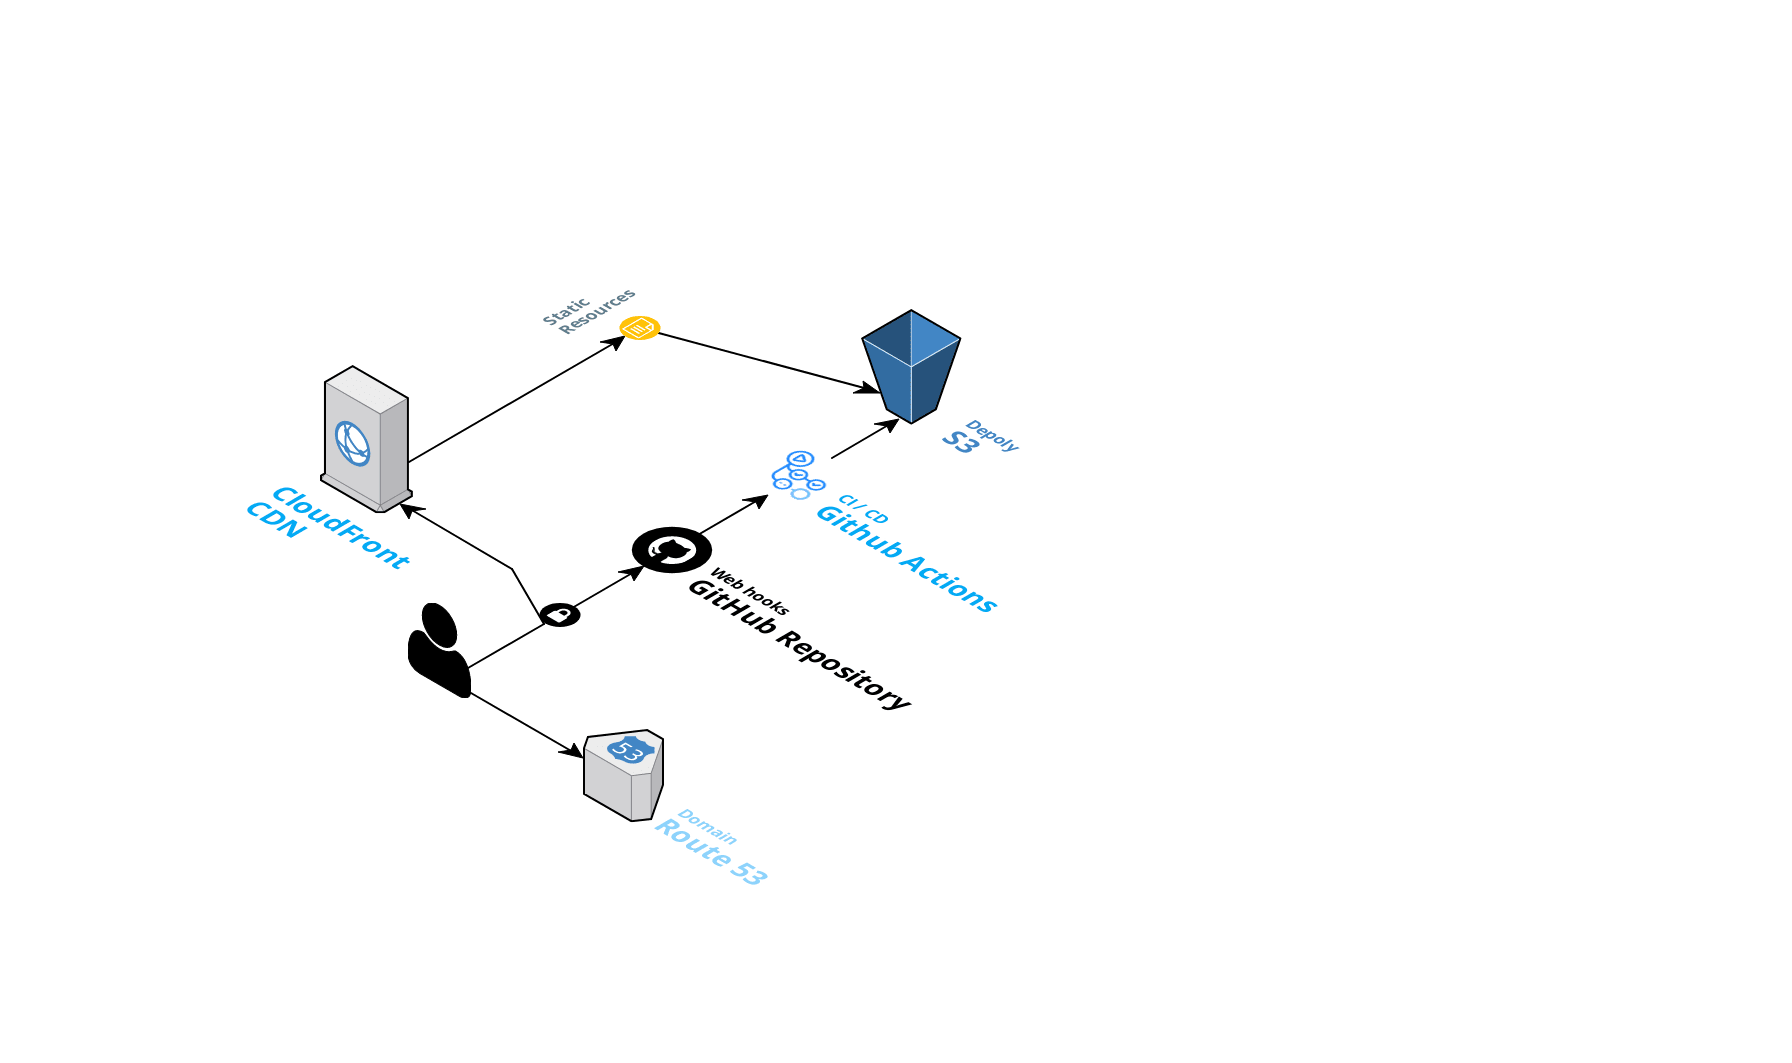 Static
Resources
Depoly
S3
CloudFront
CDN
CI / CD
Github Actions
Web hooks
GitHub Repository
53
Domain
Route 53